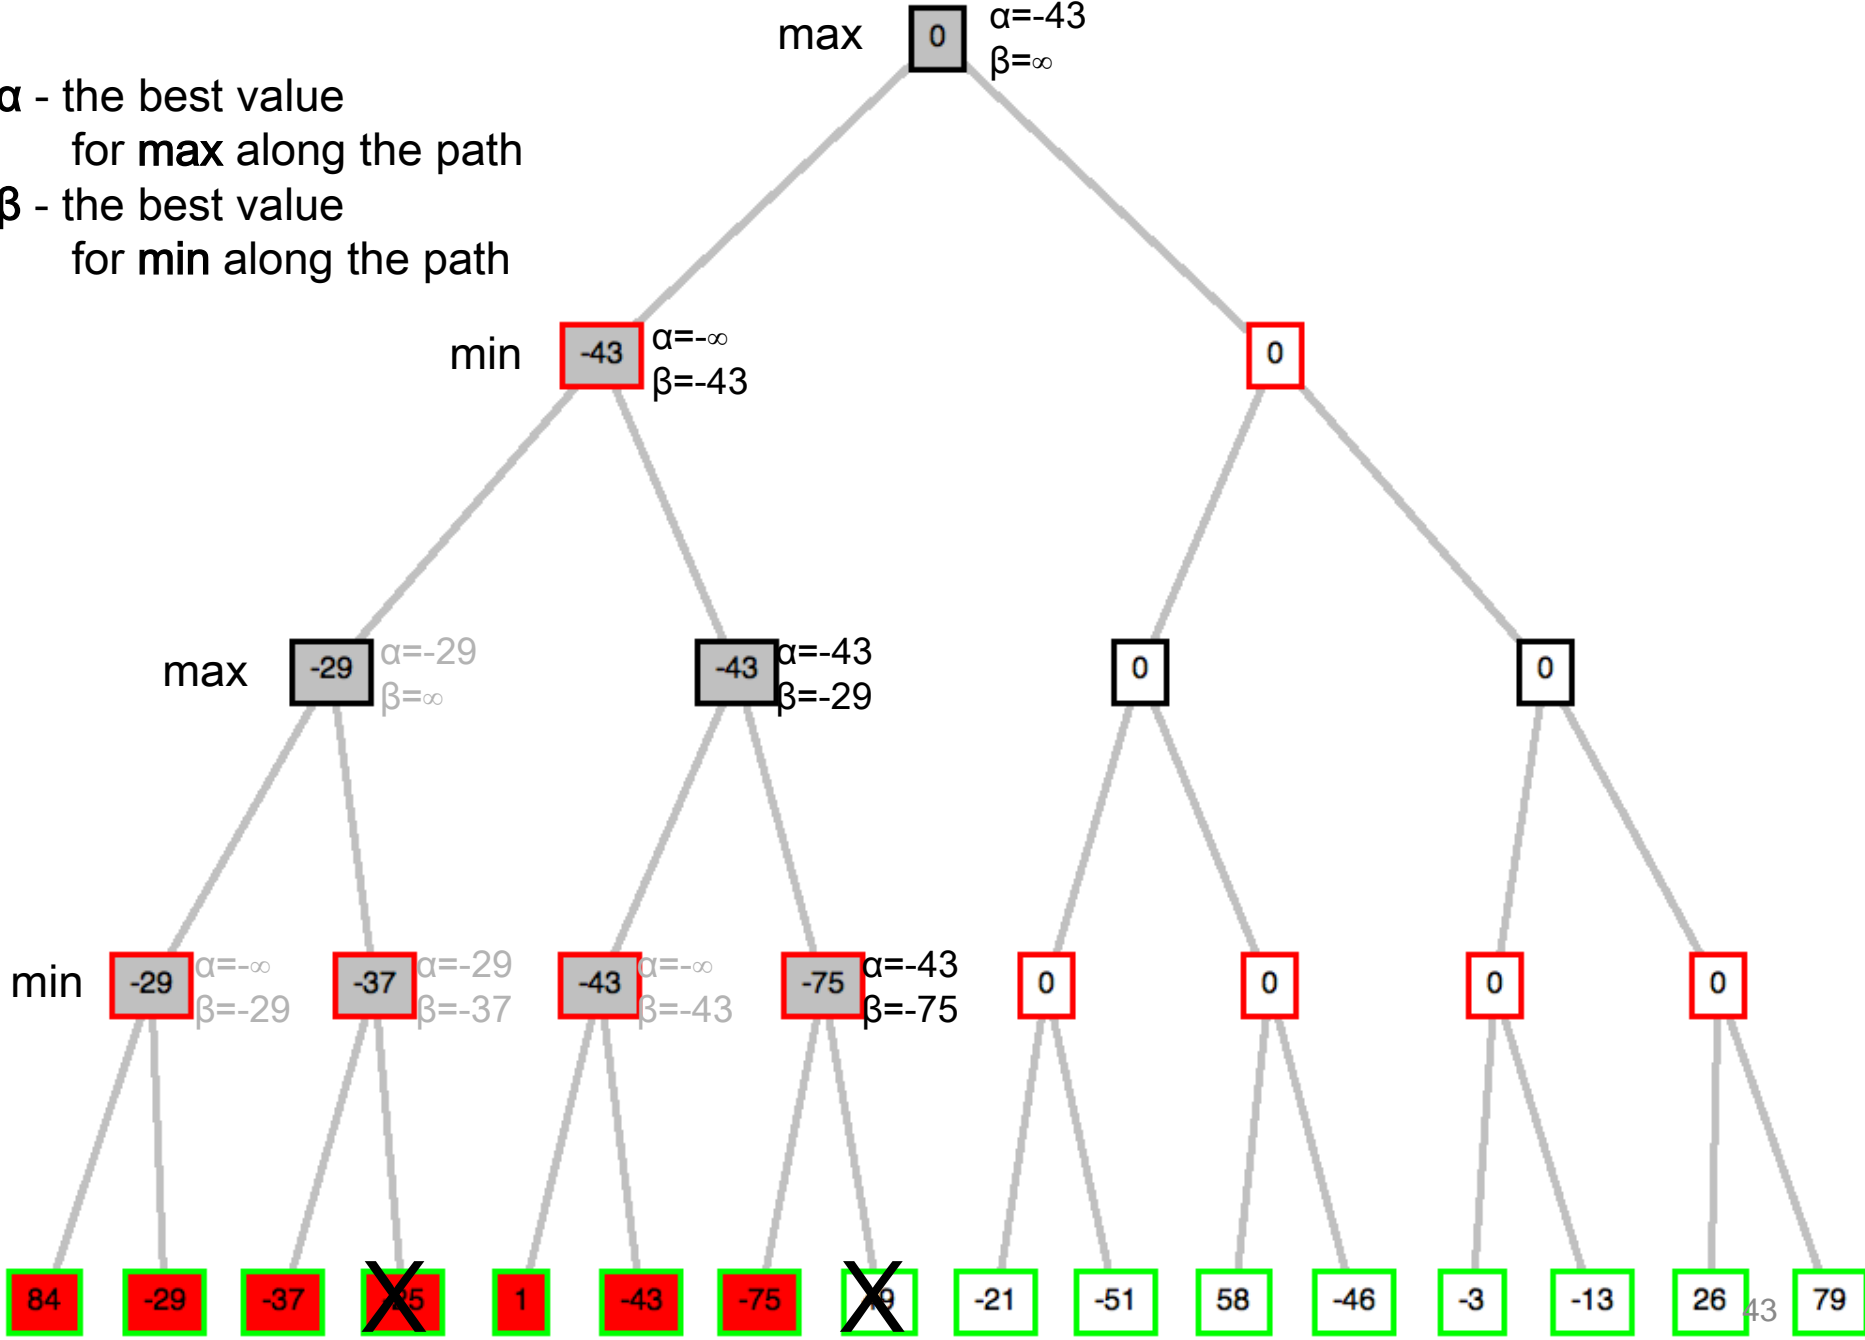 max 0 α=-43
β=∞
α - the best value
for max along the path
β - the best value
for min along the path
min -43 α=-∞
β=-43
0
max -29 α=-29
β=∞
-43 α=-43
β=-29
0
0
min -29 α=-∞
β=-29
-37 α=-29
β=-37
-43 α=-∞
β=-43
-75 α=-43
β=-75
0
0
0
0
84 -29 -37 X 1 -43 -75 X -21 -51 58 -46 -3 -13 26 43 79